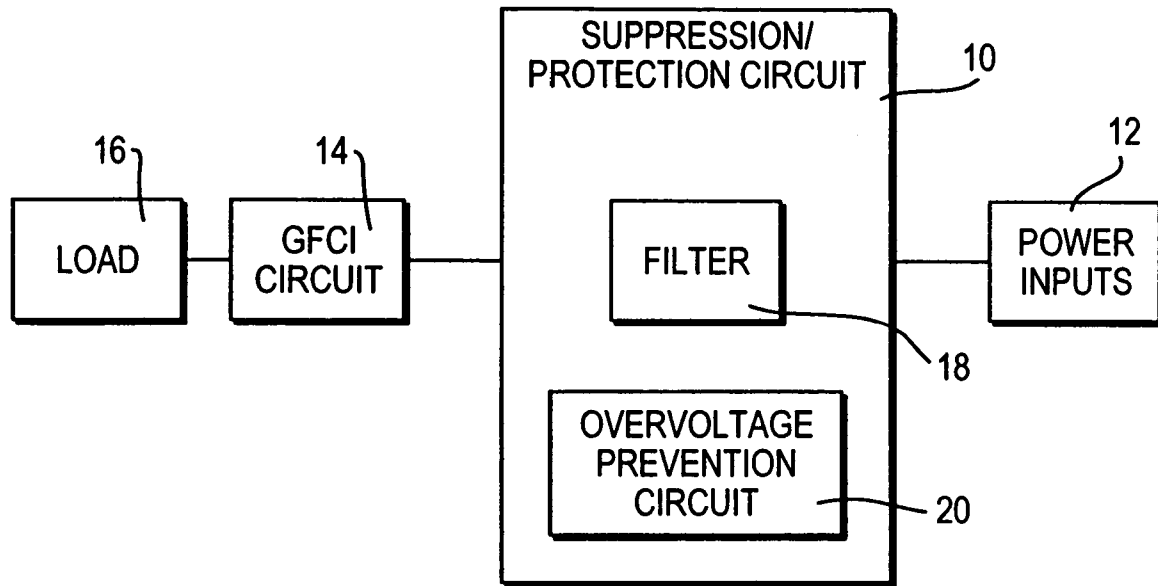 SUPPRESSION/
PROTECTION CIRCUIT
10
16
14
12
LOAD
GFCI
CIRCUIT
FILTER
POWER
INPUTS
18
OVERVOLTAGE
PREVENTION
CIRCUIT
20